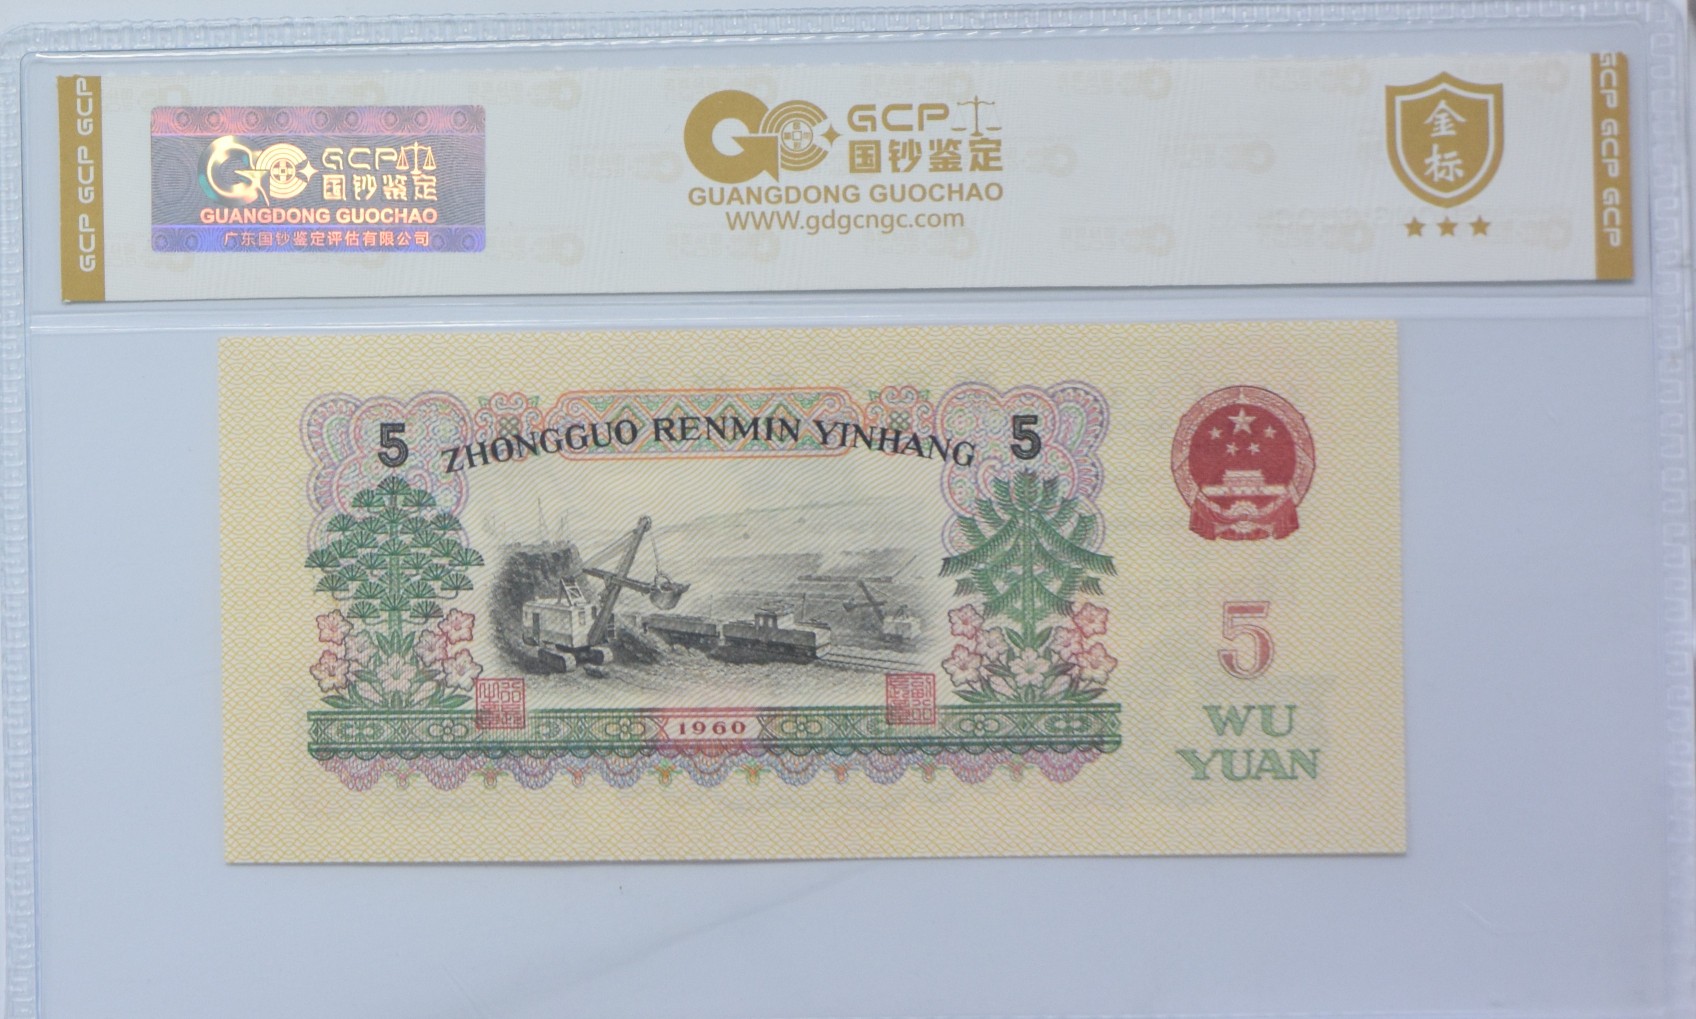 GCP GCP GCP
GCP
国钞鉴定
GUANGDONG GUOCHAO
广东国钞鉴定评估有限公司
GCP
国钞鉴定
GUANGDONG GUOCHAO
WWW.gdgcngc.com
金
标
GCP GCP GCP
5 ZHONGGUO RENMIN YINHANG 5
5
WU
YUAN
1960